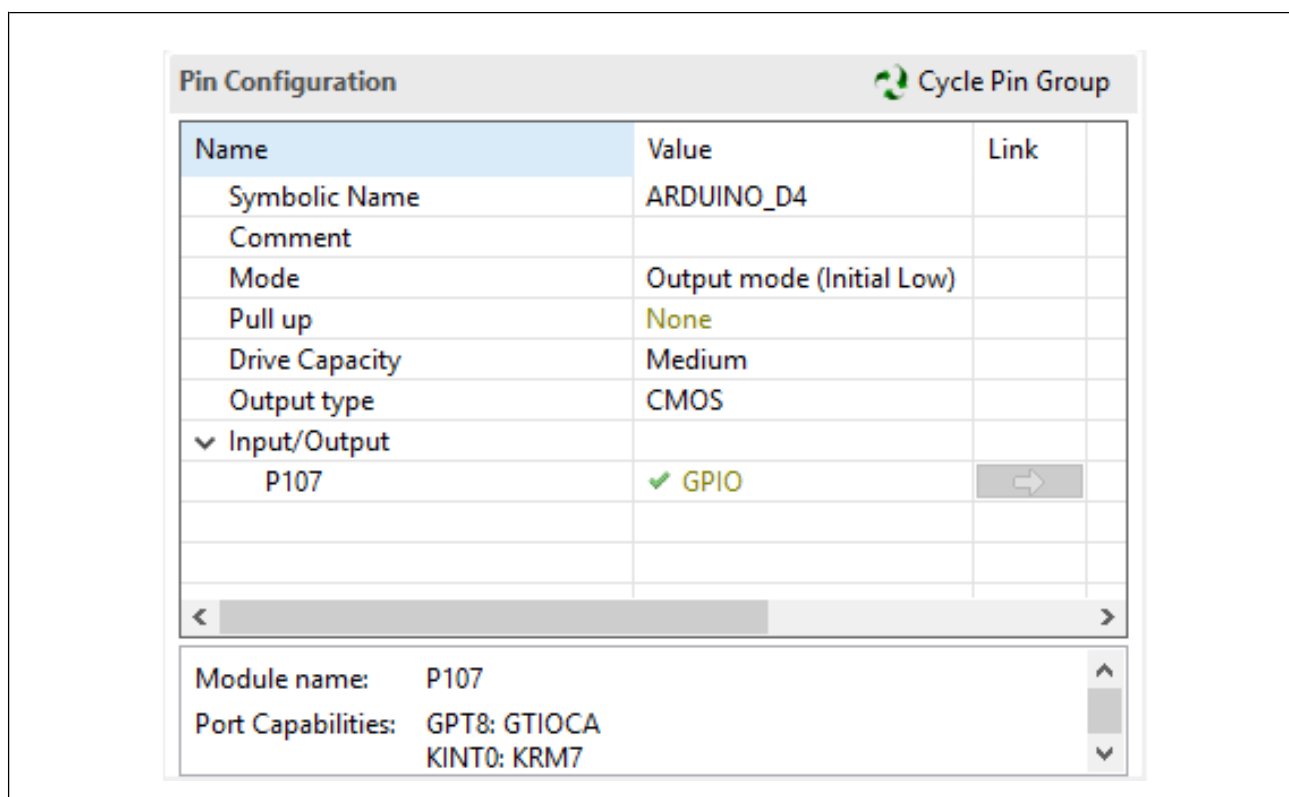 Pin Configuration Cycle Pin Group
Name Value Link
Symbolic Name ARDUINO_D4
Comment
Mode Output mode (Initial Low)
Pull up None
Drive Capacity Medium
Output type CMOS
Input/Output
P107 GPIO
Module name: P107
Port Capabilities: GPT8: GTIOCA
KINT0: KRM7